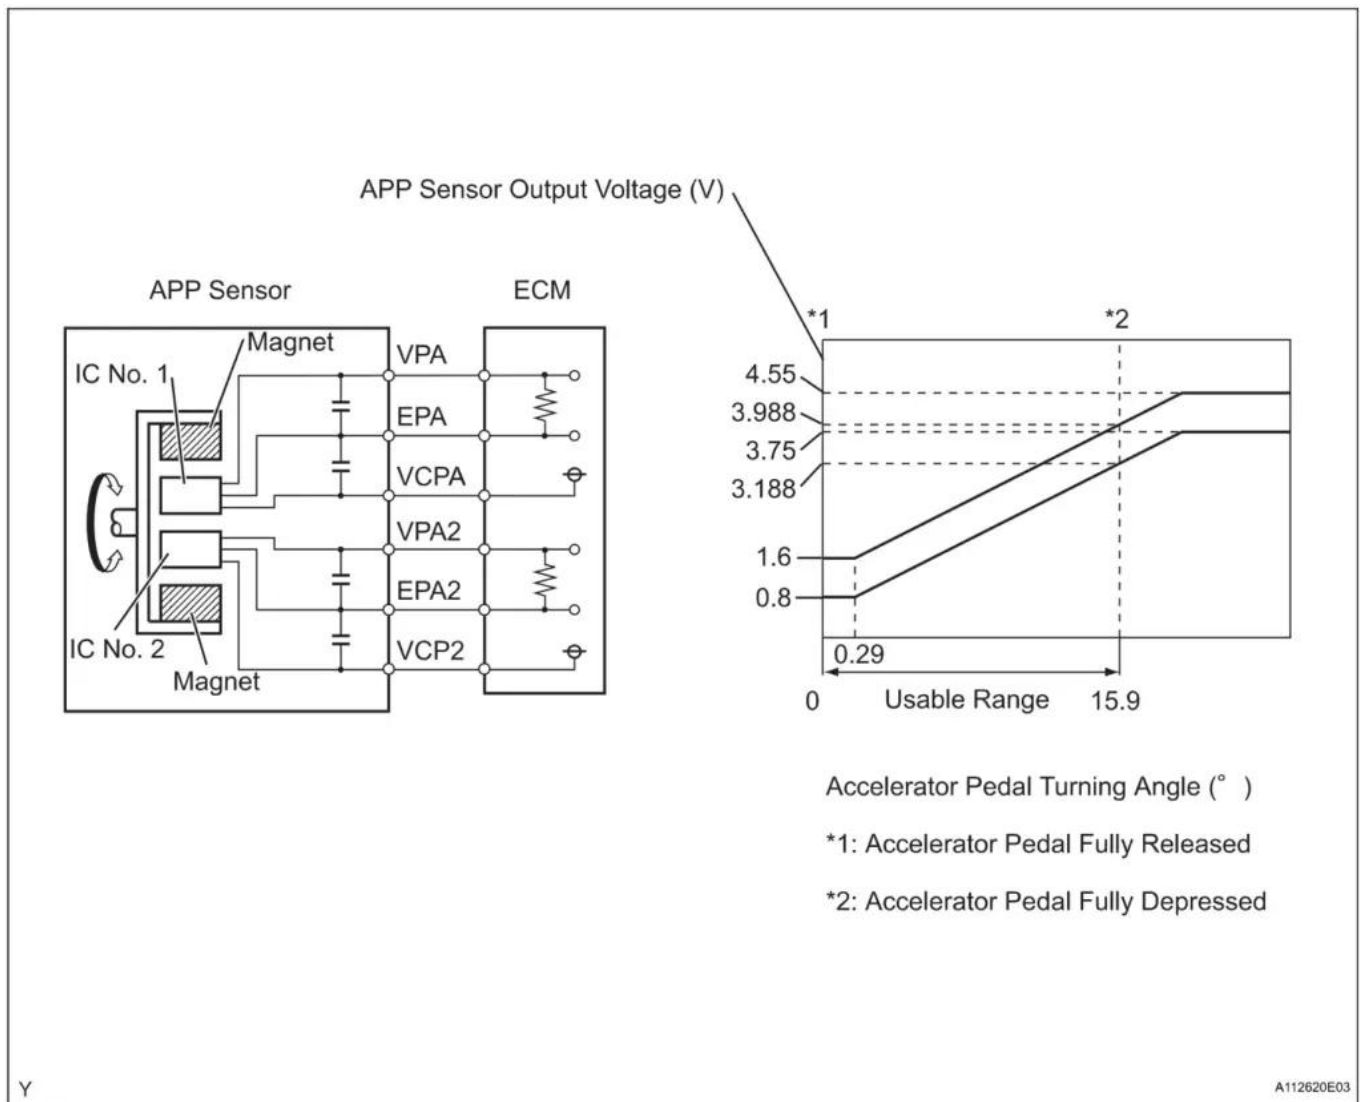 APP Sensor Output Voltage (V)
APP Sensor
ECM
Magnet
IC No. 1
VPA
EPA
VCPA
VPA2
EPA2
VCP2
IC No. 2
Magnet
*1
*2
4.55
3.988
3.75
3.188
1.6
0.8
0.29
0
Usable Range
15.9
Accelerator Pedal Turning Angle (° )
*1: Accelerator Pedal Fully Released
*2: Accelerator Pedal Fully Depressed
Y
A112620E03